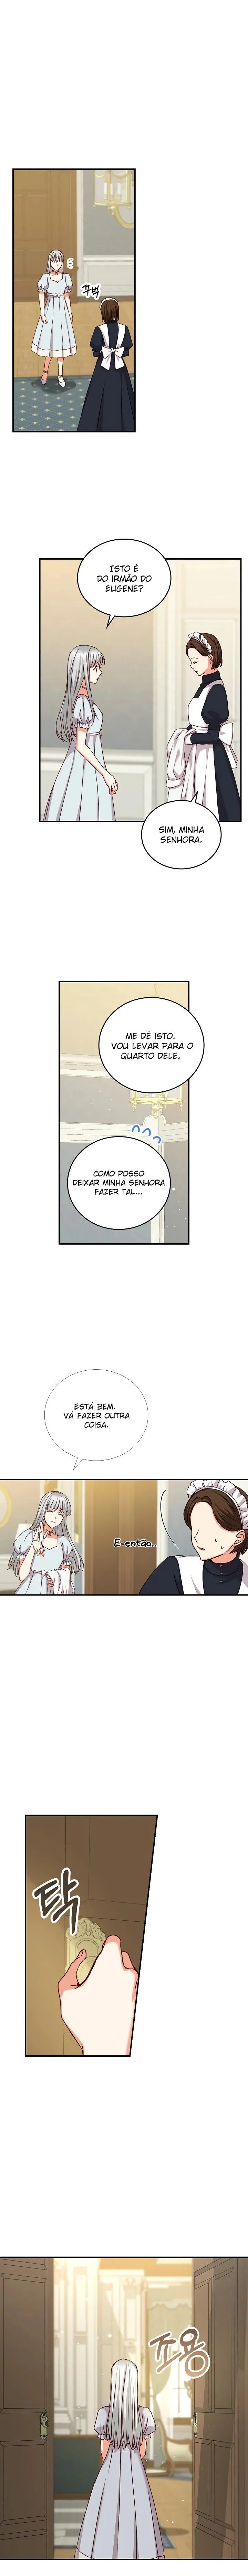 꾸벅
ISTO É
DO IRMÃO DO
EUGENE?
SIM, MINHA
SENHORA.
ME DÊ ISTO.
VOU LEVAR PARA O
QUARTO DELE.
COMO POSSO
DEIXAR MINHA SENHORA
FAZER TAL...
ESTÁ BEM.
VÁ FAZER OUTRA
COISA.
E-então...
탁
조용